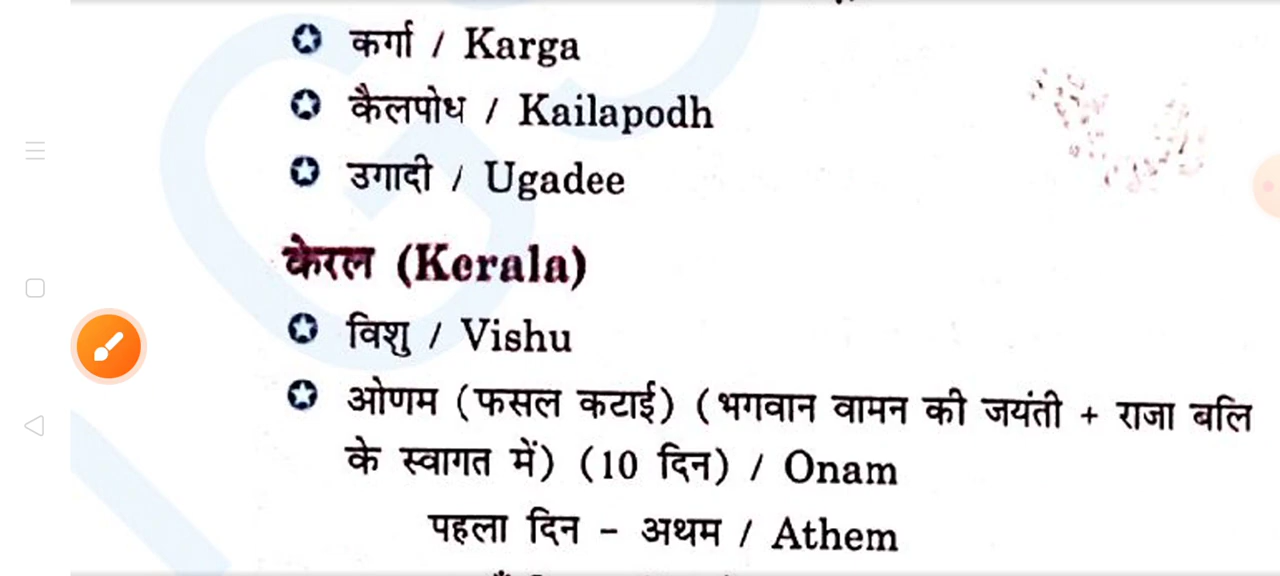 कर्गा / Karga
कैलपोध / Kailapodh
उगादी / Ugadee
केरल (Kerala)
विशु / Vishu
ओणम (फसल कटाई) (भगवान वामन की जयंती + राजा बलि
के स्वागत में) (10 दिन) / Onam
पहला दिन - अथम / Athem